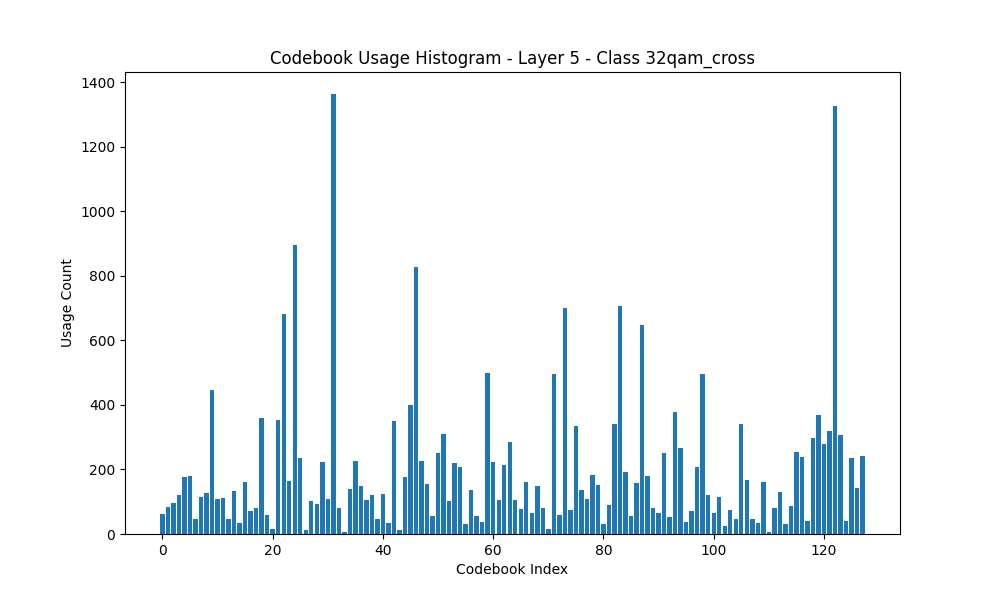 Codebook Usage Histogram - Layer 5 - Class 32qam_cross
1400
1200
1000
800
600
400
200
0
Usage Count
0 20 40 60 80 100 120
Codebook Index